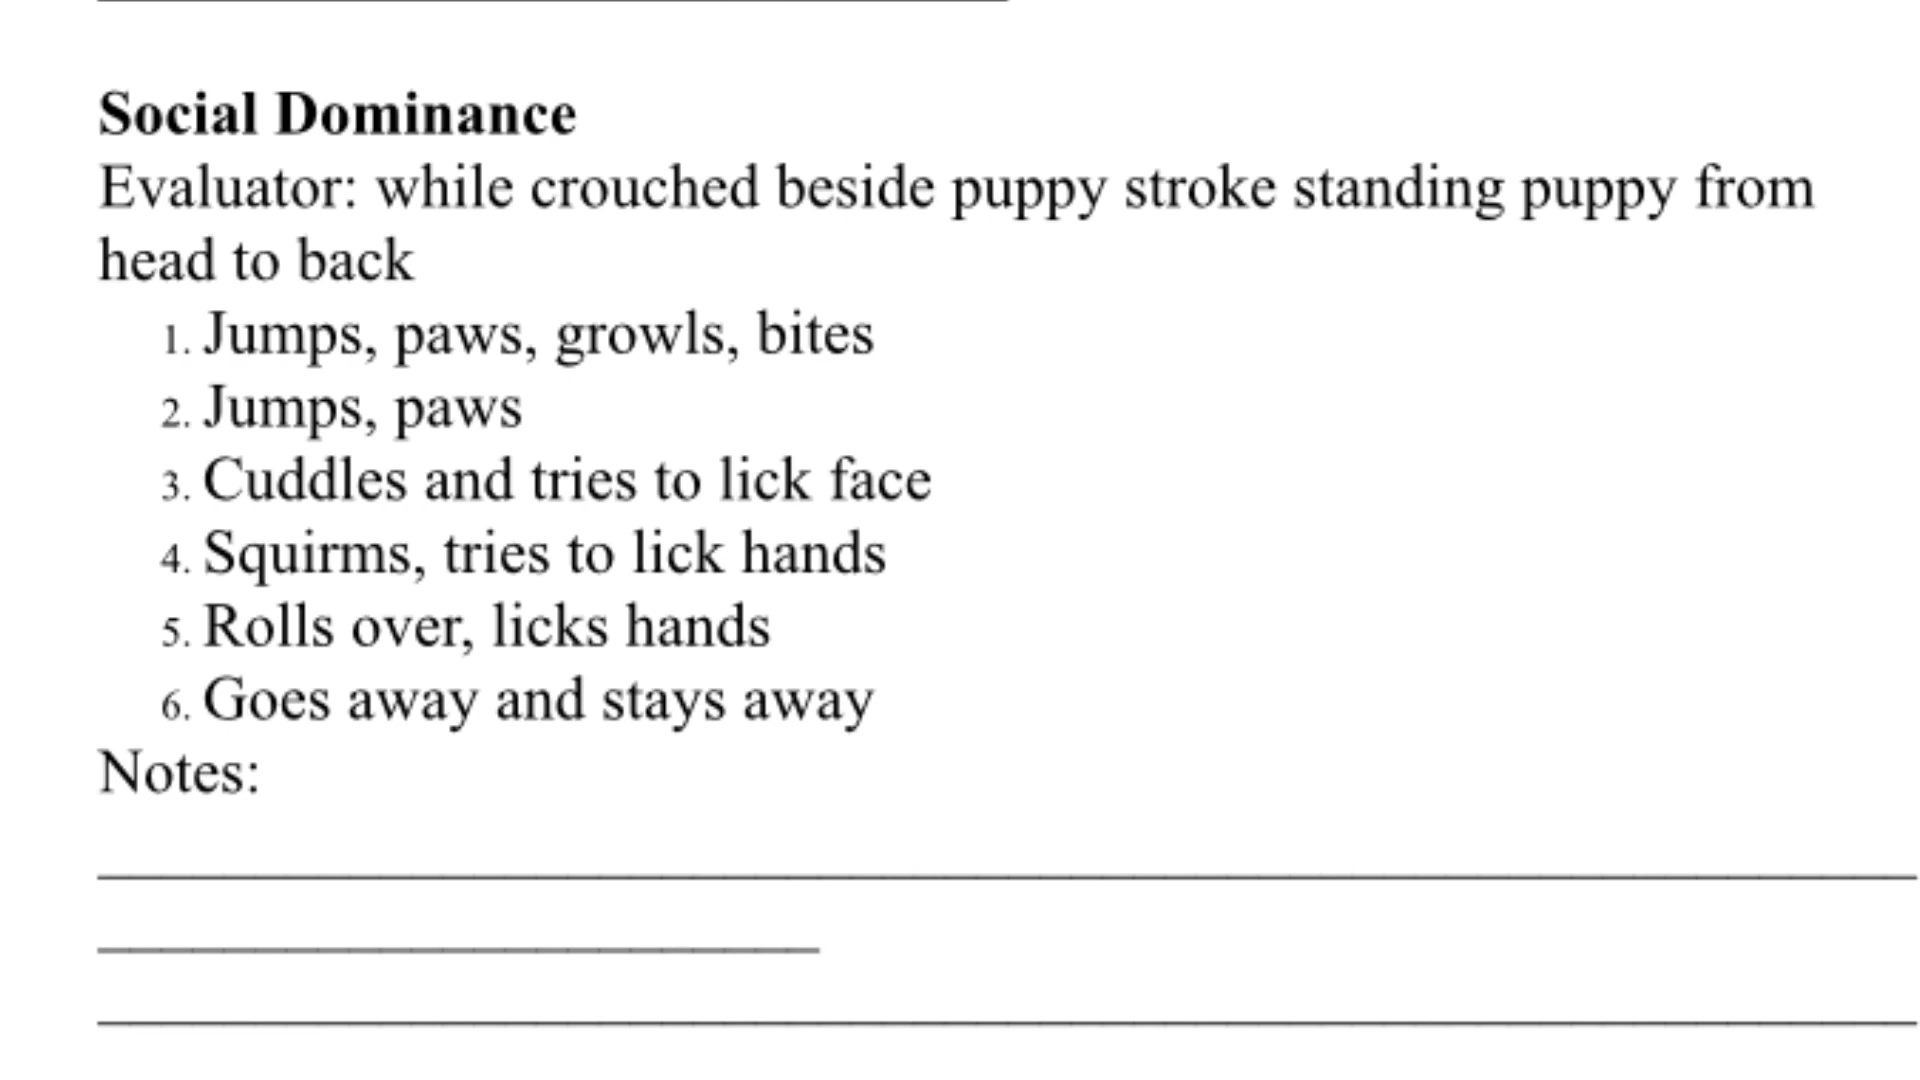 Social Dominance
Evaluator: while crouched beside puppy stroke standing puppy from
head to back
1. Jumps, paws, growls, bites
2. Jumps, paws
3. Cuddles and tries to lick face
4. Squirms, tries to lick hands
5. Rolls over, licks hands
6. Goes away and stays away
Notes: